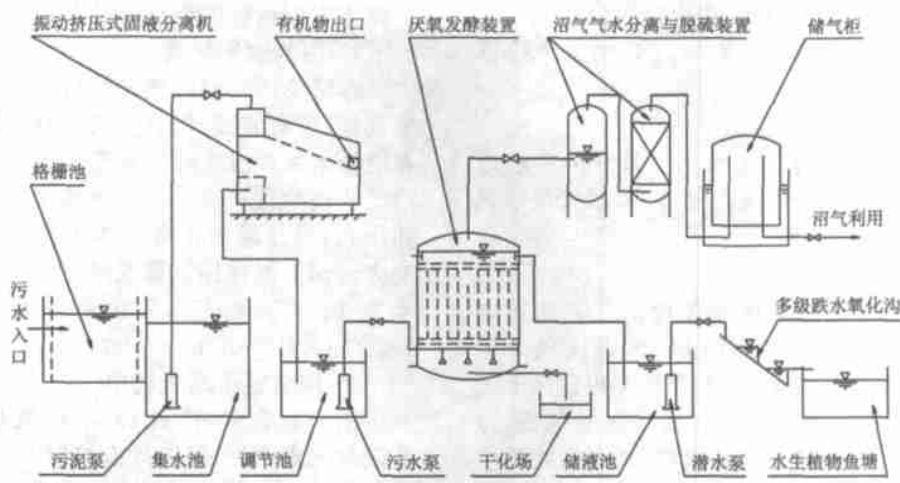 振动挤压式固液分离机
有机物出口
厌氧发酵装置
沼气气水分离与脱硫装置
储气柜
格栅池
沼气利用
污水入口
多级跌水氧化沟
污泥泵
集水池
调节池
污水泵
干化场
储液池
潜水泵
水生植物鱼塘